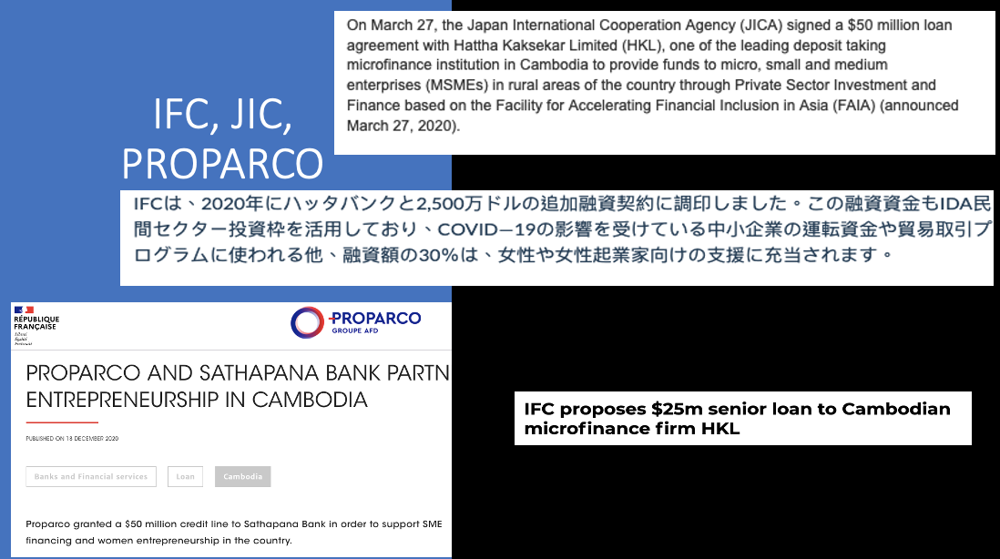 IFC, JIC,
PROPARCO
On March 27, the Japan International Cooperation Agency (JICA) signed a $50 million loan
agreement with Hattha Kaksekar Limited (HKL), one of the leading deposit taking
microfinance institution in Cambodia to provide funds to micro, small and medium
enterprises (MSMEs) in rural areas of the country through Private Sector Investment and
Finance based on the Facility for Accelerating Financial Inclusion in Asia (FAIA) (announced
March 27, 2020).
IFCは、2020年にハッタバンクと2,500万ドルの追加融資契約に調印しました。この融資資金もIDA民
間セクター投資枠を活用しており、COVID—19の影響を受けている中小企業の運転資金や貿易取引プ
ログラムに使われる他、融資額の30%は、女性や女性起業家向けの支援に充当されます。
RÉPUBLIQUE
FRANÇAISE
Liberté
Égalité
Fraternité
PROPARCO
GROUPE AFD
PROPARCO AND SATHAPANA BANK PARTN
ENTREPRENEURSHIP IN CAMBODIA
PUBLISHED ON 18 DECEMBER 2020
Banks and Financial services
Loan
Cambodia
Proparco granted a $50 million credit line to Sathapana Bank in order to support SME
financing and women entrepreneurship in the country.
IFC proposes $25m senior loan to Cambodian
microfinance firm HKL